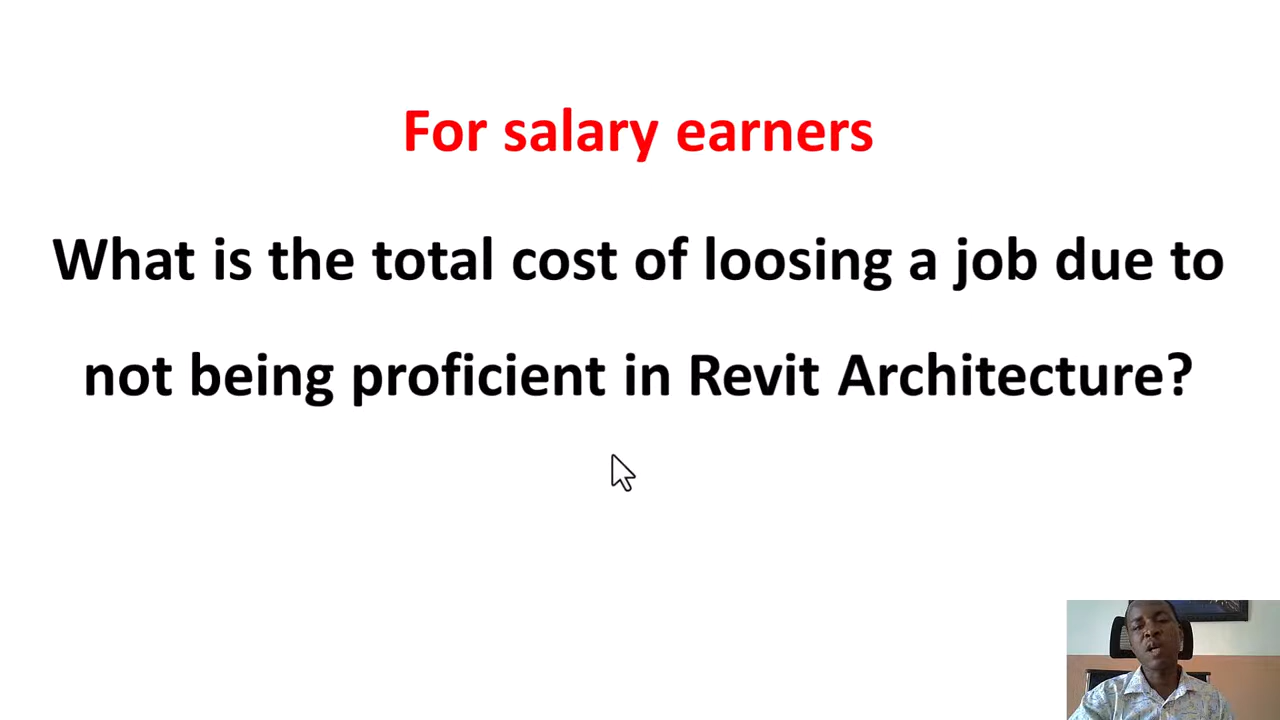 For salary earners
What is the total cost of loosing a job due to
not being proficient in Revit Architecture?